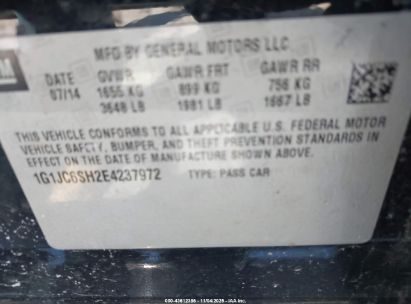 GM
MFD BY GENERAL MOTORS LLC
DATE GVWR GAWR FRT GAWR RR
07/14 1655 KG 899 KG 756 KG
3648 LB 1981 LB 1667 LB
THIS VEHICLE CONFORMS TO ALL APPLICABLE U.S. FEDERAL MOTOR
VEHICLE SAFETY, BUMPER, AND THEFT PREVENTION STANDARDS IN
EFFECT ON THE DATE OF MANUFACTURE SHOWN ABOVE.
1G1JC6SH2E4237972 TYPE: PASS CAR